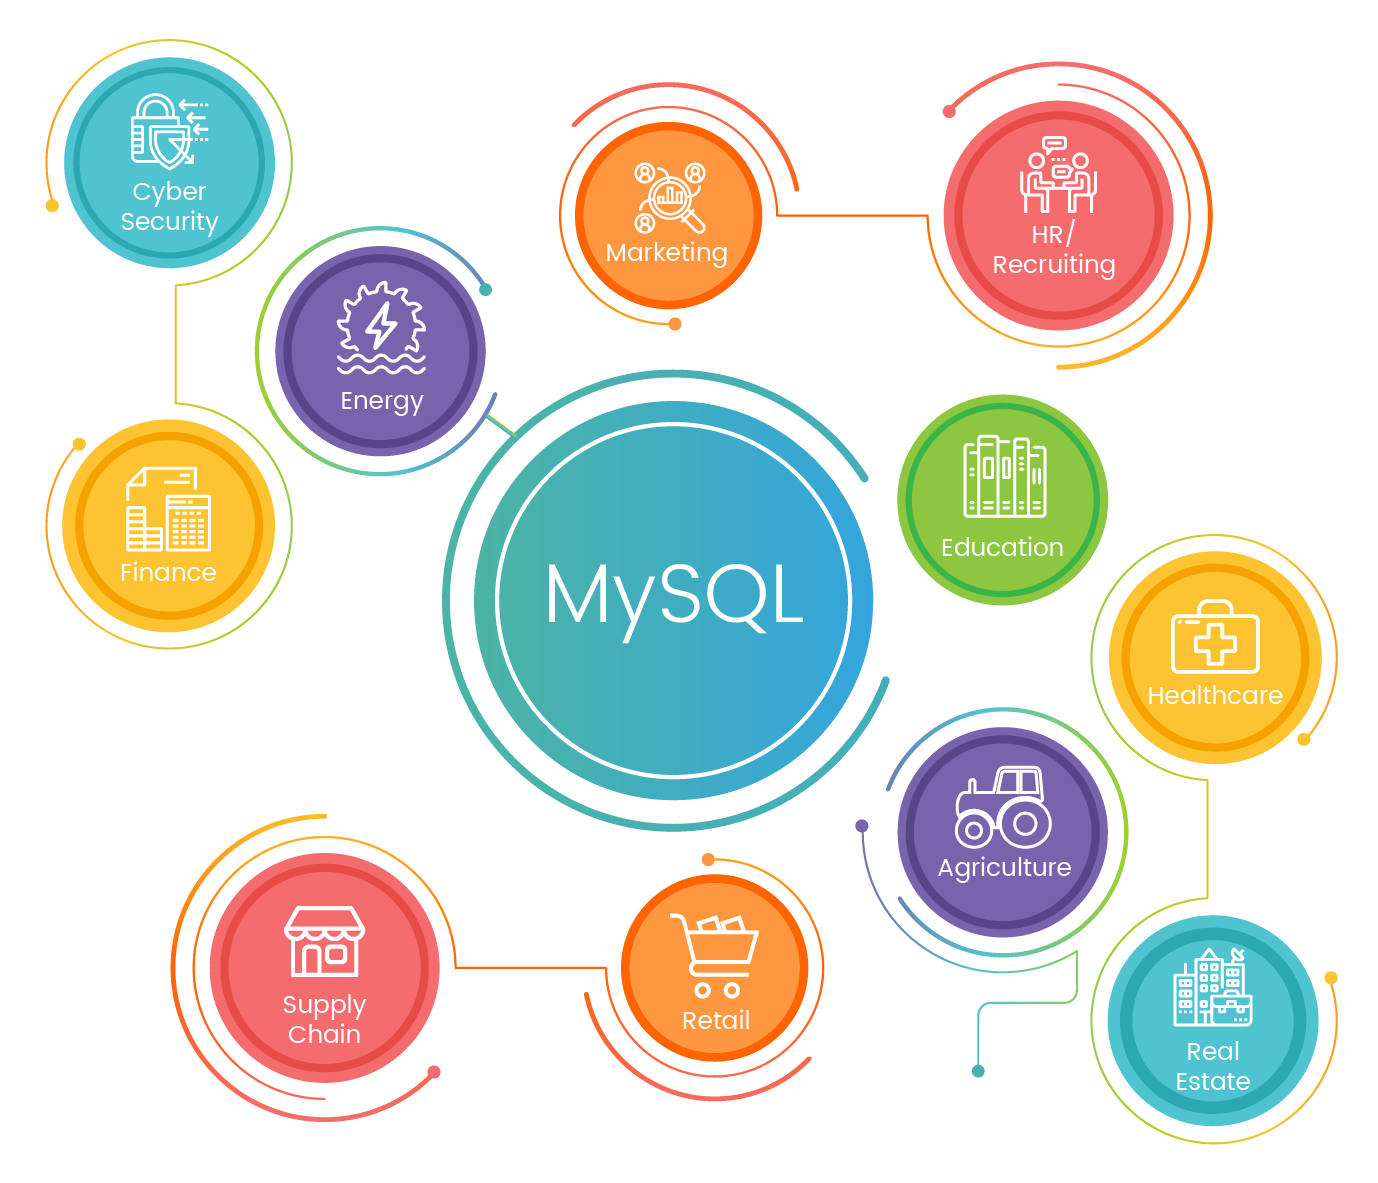 Cyber
Security
Marketing
HR/
Recruiting
Energy
Finance
MySQL
Education
Healthcare
Agriculture
Supply
Chain
Retail
Real
Estate